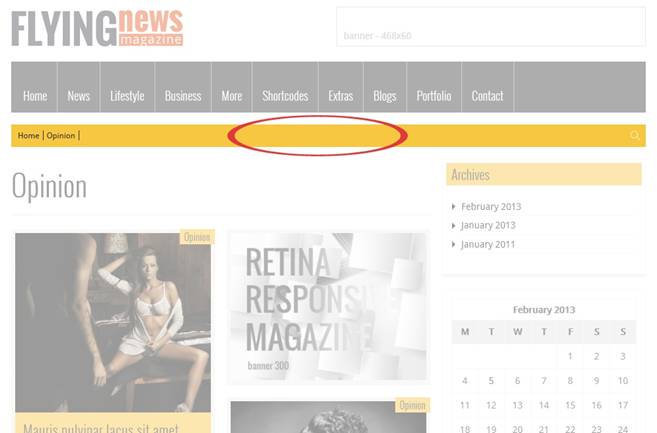 FLYING news
magazine
banner - 468x60
Home News Lifestyle Business More Shortcodes Extras Blogs Portfolio Contact
Home Opinion
Opinion
Archives
February 2013
January 2013
January 2011
Opinion
RETINA
RESPONSIVE
MAGAZINE
banner 300
Opinion
Mauris pulvinar lacus sit amet
February 2013
M T W T F S S
1 2 3
4 5 6 7 8 9 10
11 12 13 14 15 16 17
18 19 20 21 22 23 24